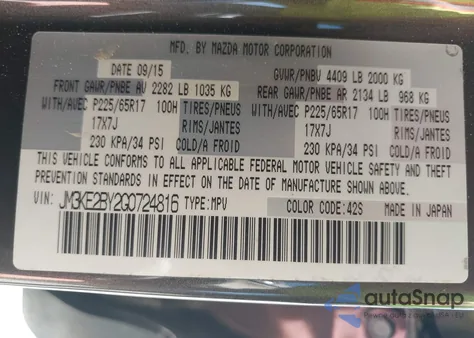 MFD. BY MAZDA MOTOR CORPORATION
DATE 09/15 GVWR/PNBV 4409 LB 2000 KG
FRONT GAWR/PNBE AV 2282 LB 1035 KG REAR GAWR/PNBE AR 2134 LB 968 KG
WITH/AVEC P225/65R17 100H TIRES/PNEUS WITH/AVEC P225/65R17 100H TIRES/PNEUS
17X7J RIMS/JANTES 17X7J RIMS/JANTES
230 KPA/34 PSI COLD/A FROID 230 KPA/34 PSI COLD/A FROID
THIS VEHICLE CONFORMS TO ALL APPLICABLE FEDERAL MOTOR VEHICLE SAFETY AND THEFT
PREVENTION STANDARDS IN EFFECT ON THE DATE OF MANUFACTURE SHOWN ABOVE.
VIN: JM3KE2BV2G0724816 TYPE:MPV COLOR CODE:42S MADE IN JAPAN
autoSnap